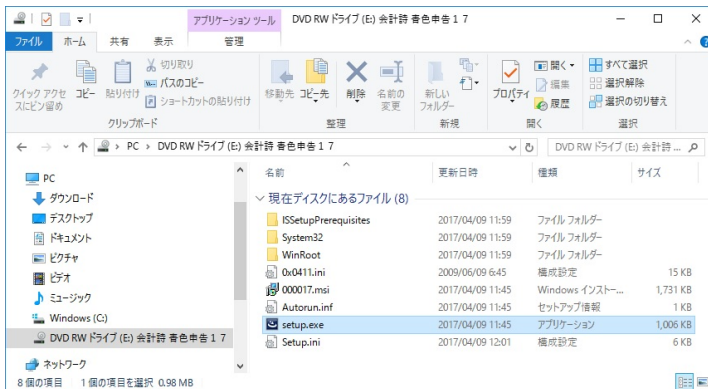 アプリケーション ツール DVD RW ドライブ (E:) 会計詩 青色申告１７
ファイル ホーム 共有 表示 管理
クイック アクセスにピン留め
コピー
貼り付け
切り取り
パスのコピー
ショートカットの貼り付け
クリップボード
移動先
コピー先
削除
名前の変更
整理
新しいフォルダー
新規
プロパティ
開く
編集
履歴
開く
すべて選択
選択解除
選択の切り替え
選択
PC › DVD RW ドライブ (E:) 会計詩 青色申告１７
DVD RW ドライブ (E:) 会計詩 ...
PC
ダウンロード
デスクトップ
ドキュメント
ピクチャ
ビデオ
ミュージック
Windows (C:)
DVD RW ドライブ (E:) 会計詩 青色申告１７
ネットワーク
名前 更新日時 種類 サイズ
現在ディスクにあるファイル (8)
ISSetupPrerequisites 2017/04/09 11:59 ファイル フォルダー
System32 2017/04/09 11:59 ファイル フォルダー
WinRoot 2017/04/09 11:59 ファイル フォルダー
0x0411.ini 2009/06/09 6:45 構成設定 15 KB
000017.msi 2017/04/09 11:45 Windows インストー... 1,731 KB
Autorun.inf 2017/04/09 11:45 セットアップ情報 1 KB
setup.exe 2017/04/09 11:45 アプリケーション 1,006 KB
Setup.ini 2017/04/09 12:01 構成設定 6 KB
8 個の項目 1 個の項目を選択 0.98 MB